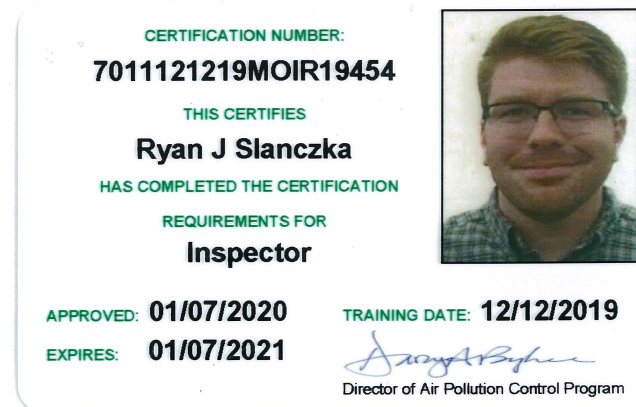 CERTIFICATION NUMBER:
7011121219MOIR19454
THIS CERTIFIES
Ryan J Slanczka
HAS COMPLETED THE CERTIFICATION
REQUIREMENTS FOR
Inspector
APPROVED: 01/07/2020
TRAINING DATE: 12/12/2019
EXPIRES: 01/07/2021
Director of Air Pollution Control Program